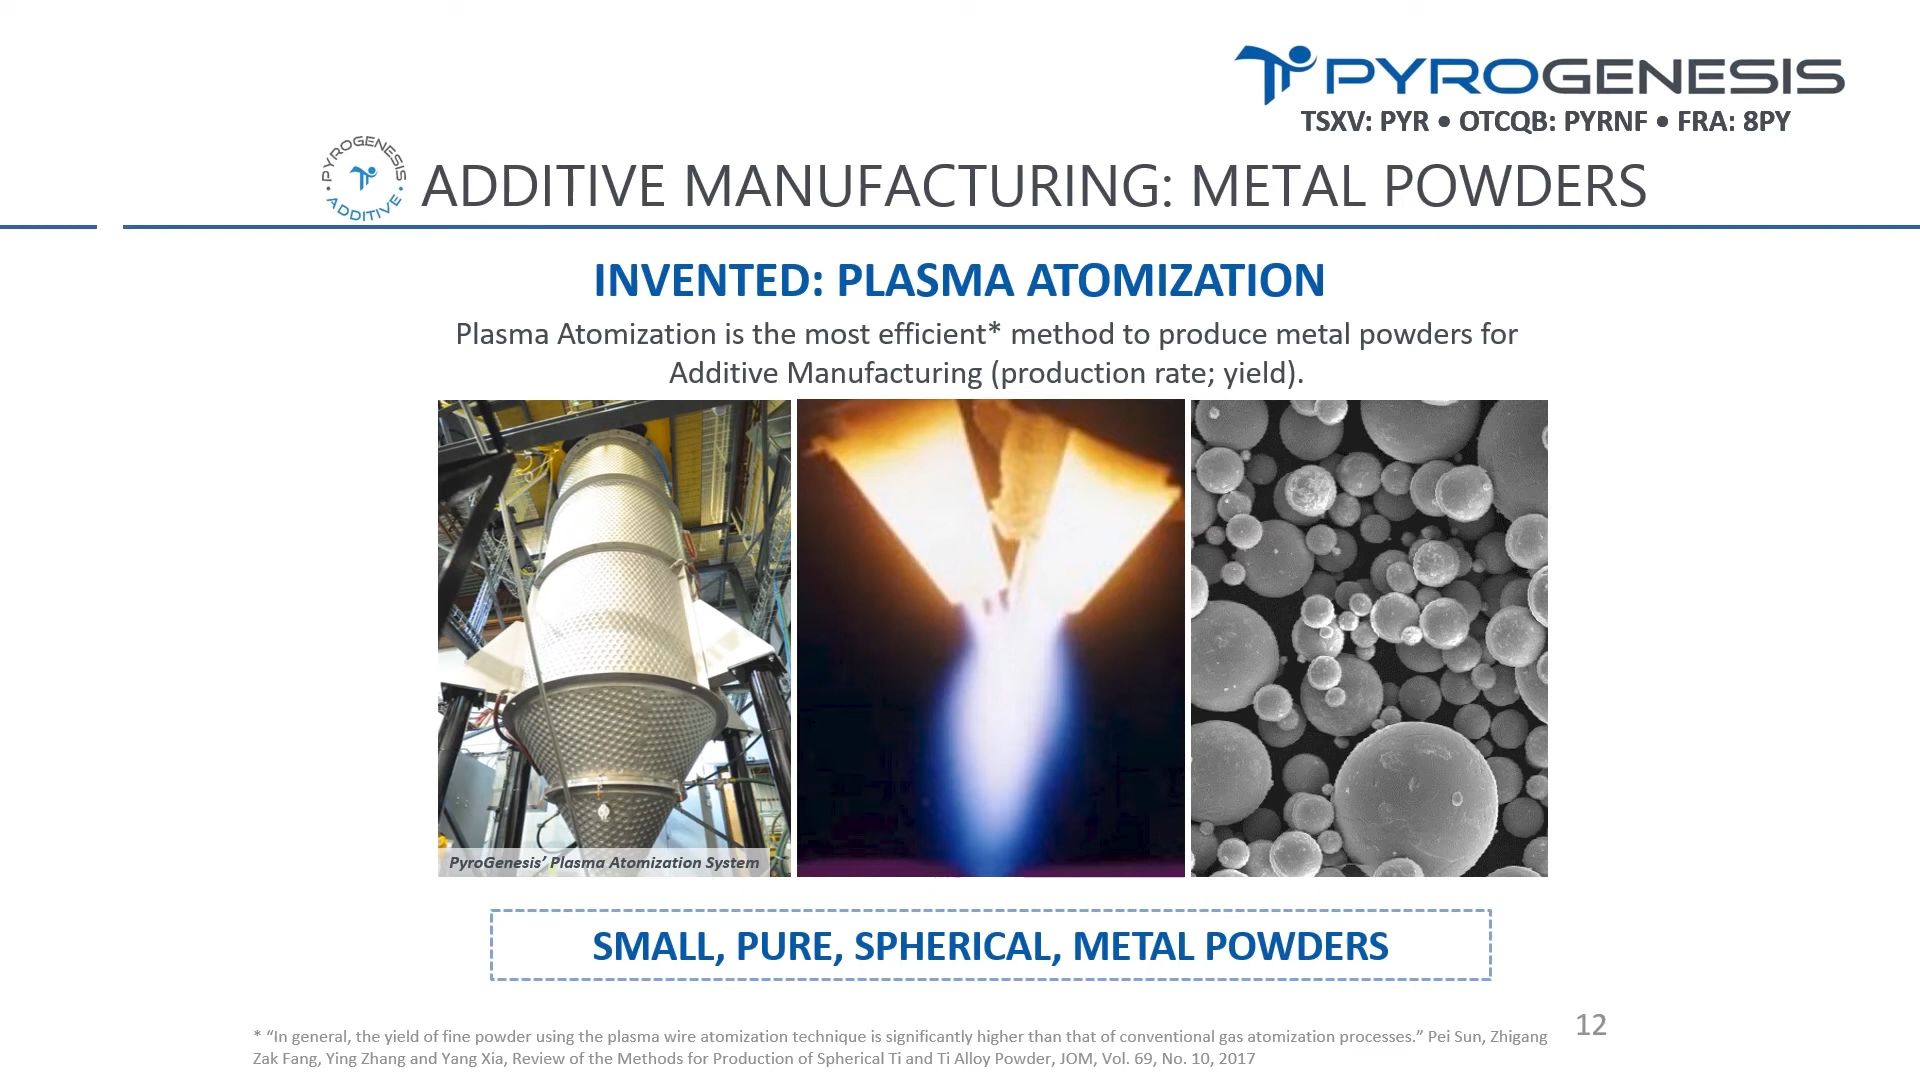 PYROGENESIS
TSXV: PYR • OTCQB: PYRNF • FRA: 8PY
PYROGENESIS
• ADDITIVE •
ADDITIVE MANUFACTURING: METAL POWDERS
INVENTED: PLASMA ATOMIZATION
Plasma Atomization is the most efficient* method to produce metal powders for
Additive Manufacturing (production rate; yield).
PyroGenesis’ Plasma Atomization System
SMALL, PURE, SPHERICAL, METAL POWDERS
* “In general, the yield of fine powder using the plasma wire atomization technique is significantly higher than that of conventional gas atomization processes.” Pei Sun, Zhigang
Zak Fang, Ying Zhang and Yang Xia, Review of the Methods for Production of Spherical Ti and Ti Alloy Powder, JOM, Vol. 69, No. 10, 2017
12